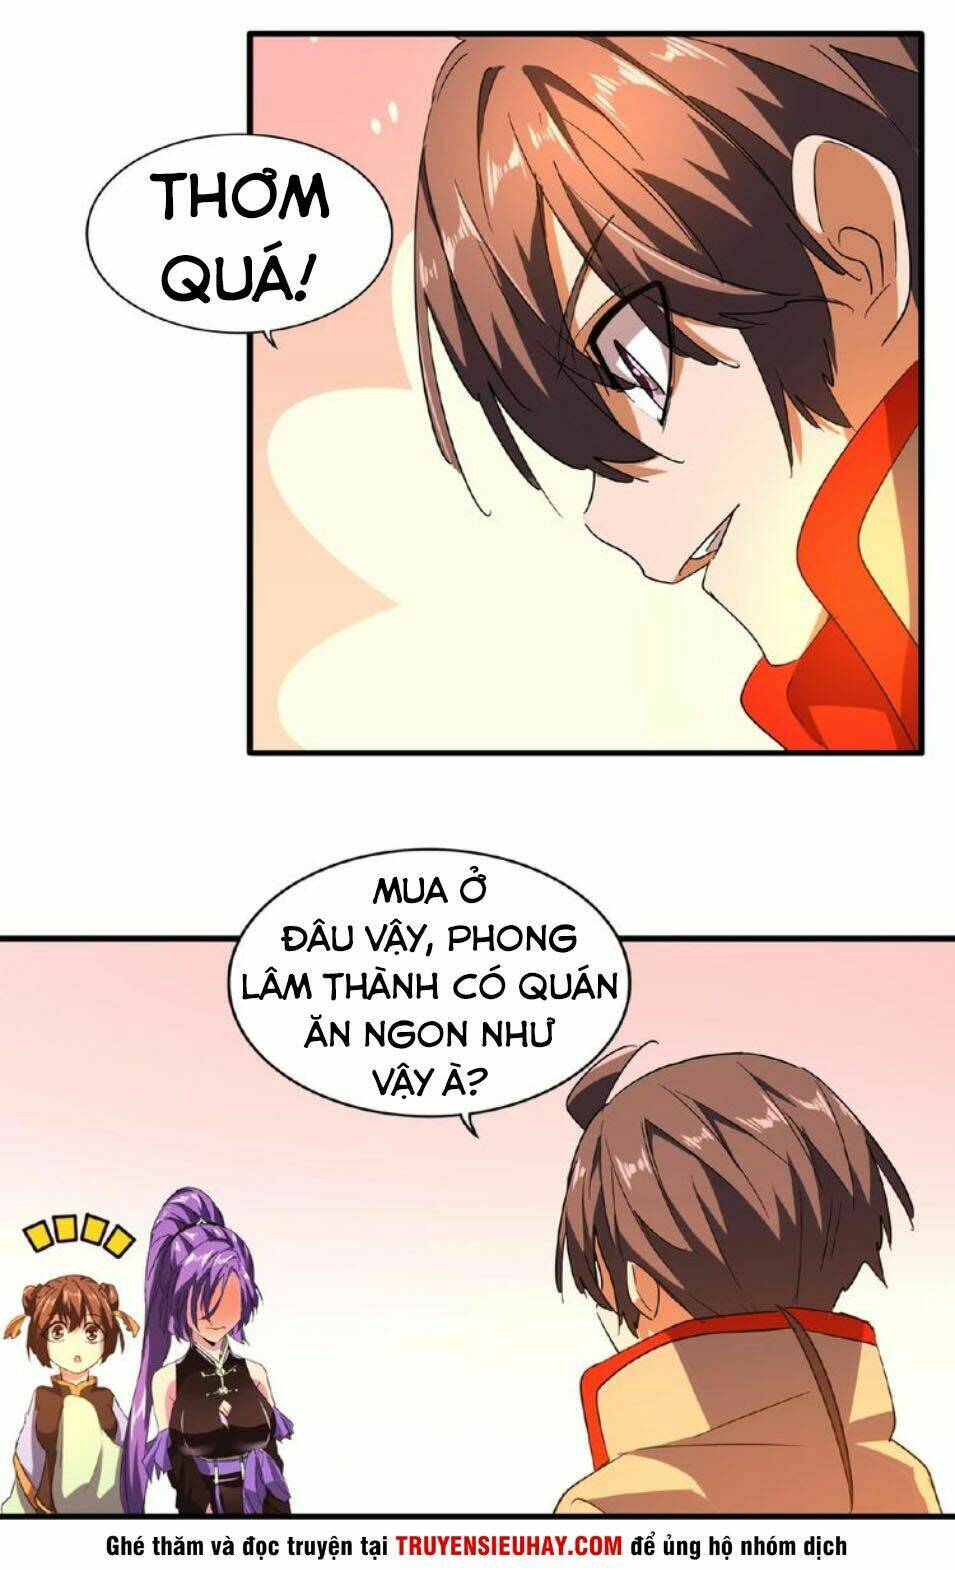 THƠM
QUÁ!
MUA Ở
ĐÂU VẬY, PHONG
LÂM THÀNH CÓ QUÁN
ĂN NGON NHƯ
VẬY À?
Ghé thăm và đọc truyện tại TRUYENSIEUHAY.COM để ủng hộ nhóm dịch